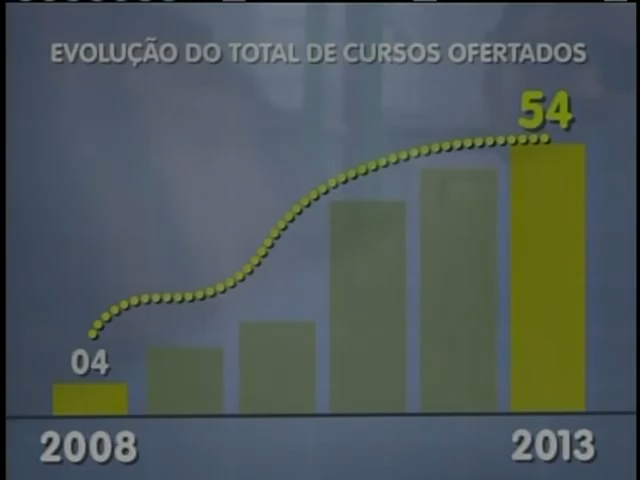 EVOLUÇÃO DO TOTAL DE CURSOS OFERTADOS
54
04
2008
2013